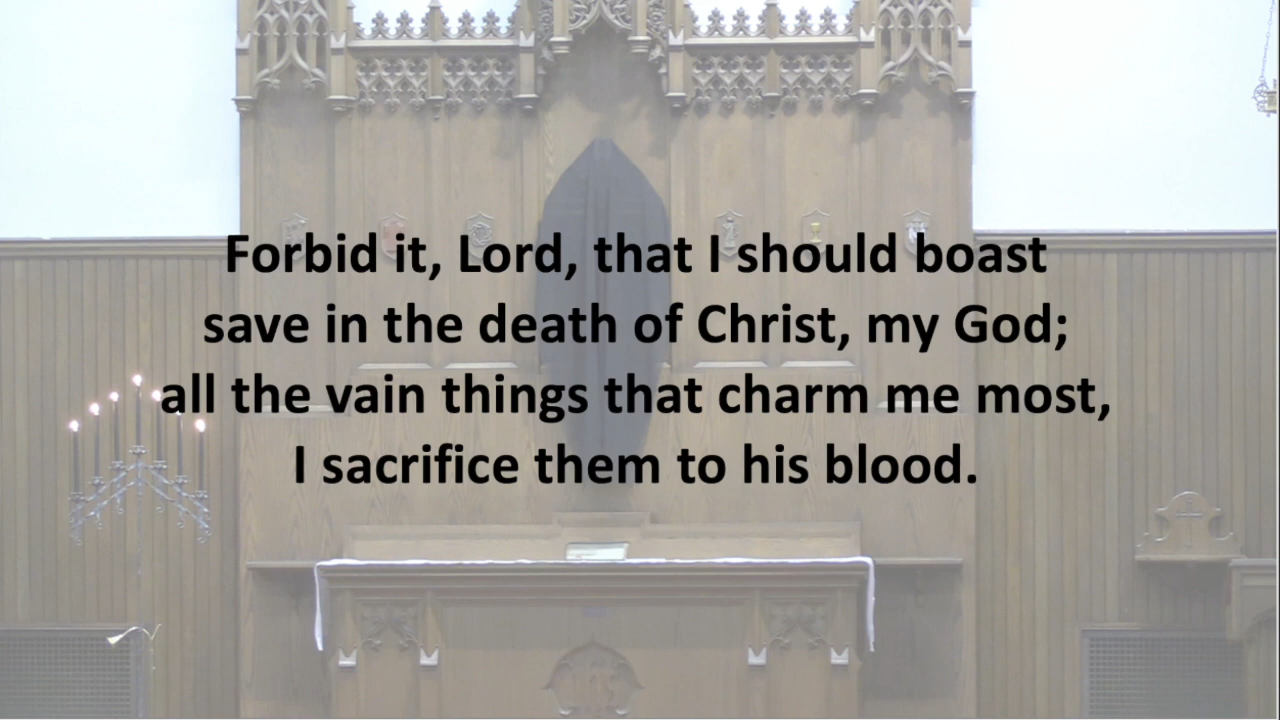 Forbid it, Lord, that I should boast
save in the death of Christ, my God;
all the vain things that charm me most,
I sacrifice them to his blood.